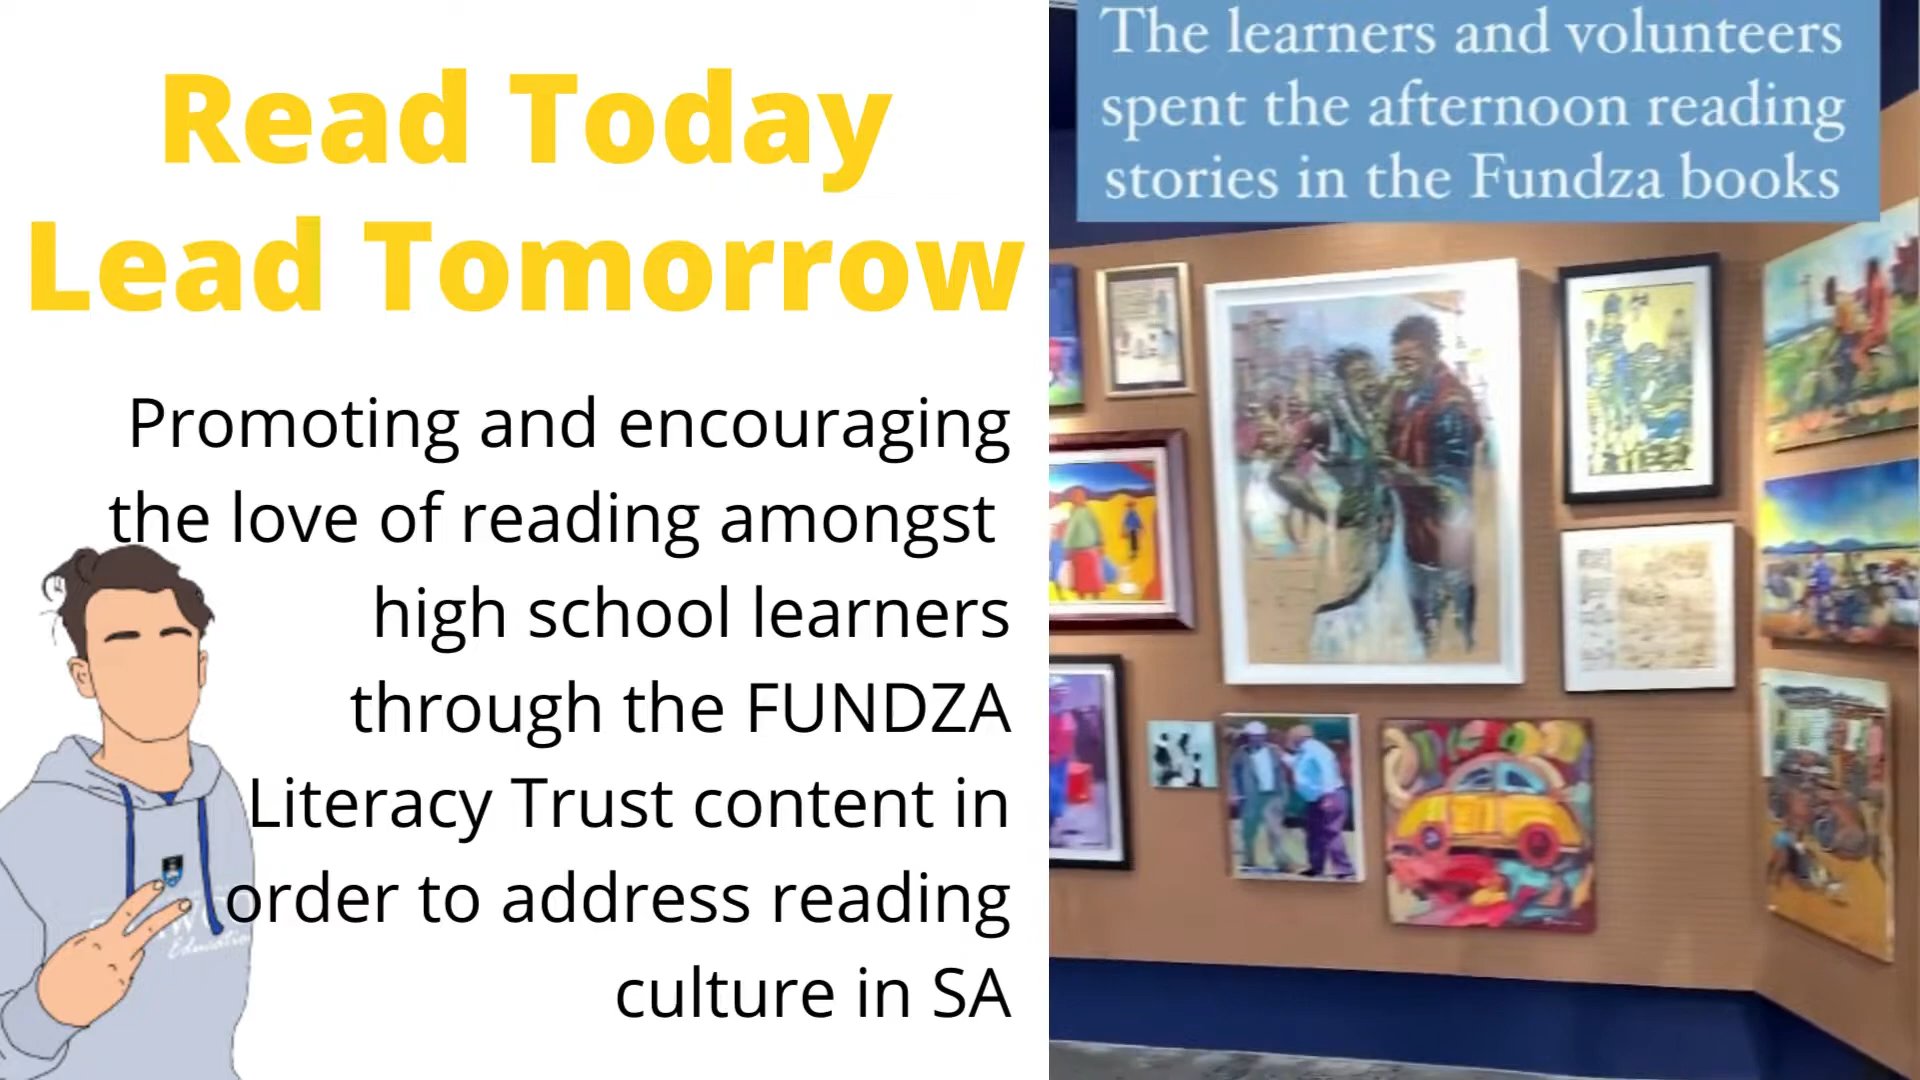 Read Today
Lead Tomorrow
Promoting and encouraging
the love of reading amongst
high school learners
through the FUNDZA
Literacy Trust content in
order to address reading
culture in SA
Education
The learners and volunteers
spent the afternoon reading
stories in the Fundza books